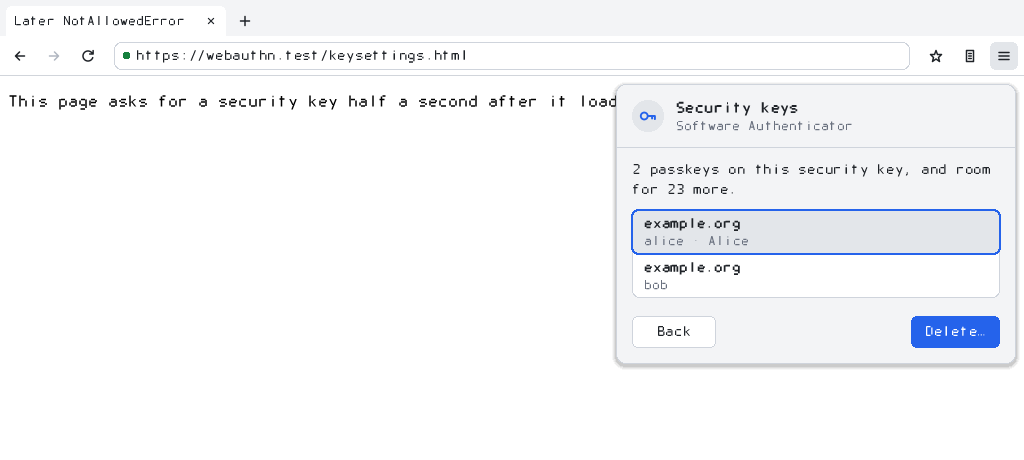 Later NotAllowedError
https://webauthn.test/keysettings.html
This page asks for a security key half a second after it load
Security keys
Software Authenticator
2 passkeys on this security key, and room
for 23 more.
example.org
alice · Alice
example.org
bob
Back
Delete…